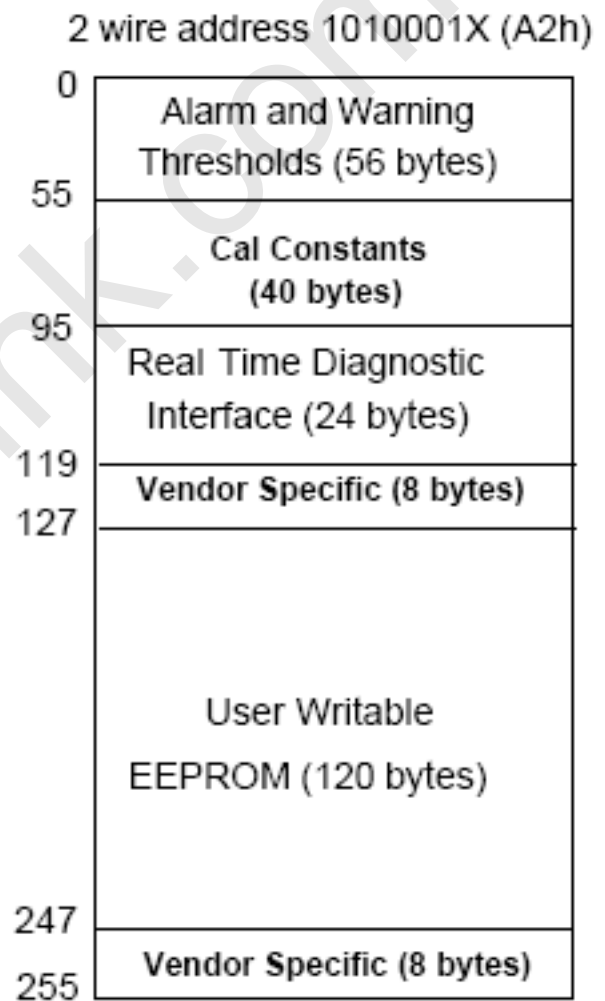 2 wire address 1010001X (A2h)
0
Alarm and Warning
Thresholds (56 bytes)
55
Cal Constants
(40 bytes)
95
Real Time Diagnostic
Interface (24 bytes)
119
Vendor Specific (8 bytes)
127
User Writable
EEPROM (120 bytes)
247
Vendor Specific (8 bytes)
255
nk.com